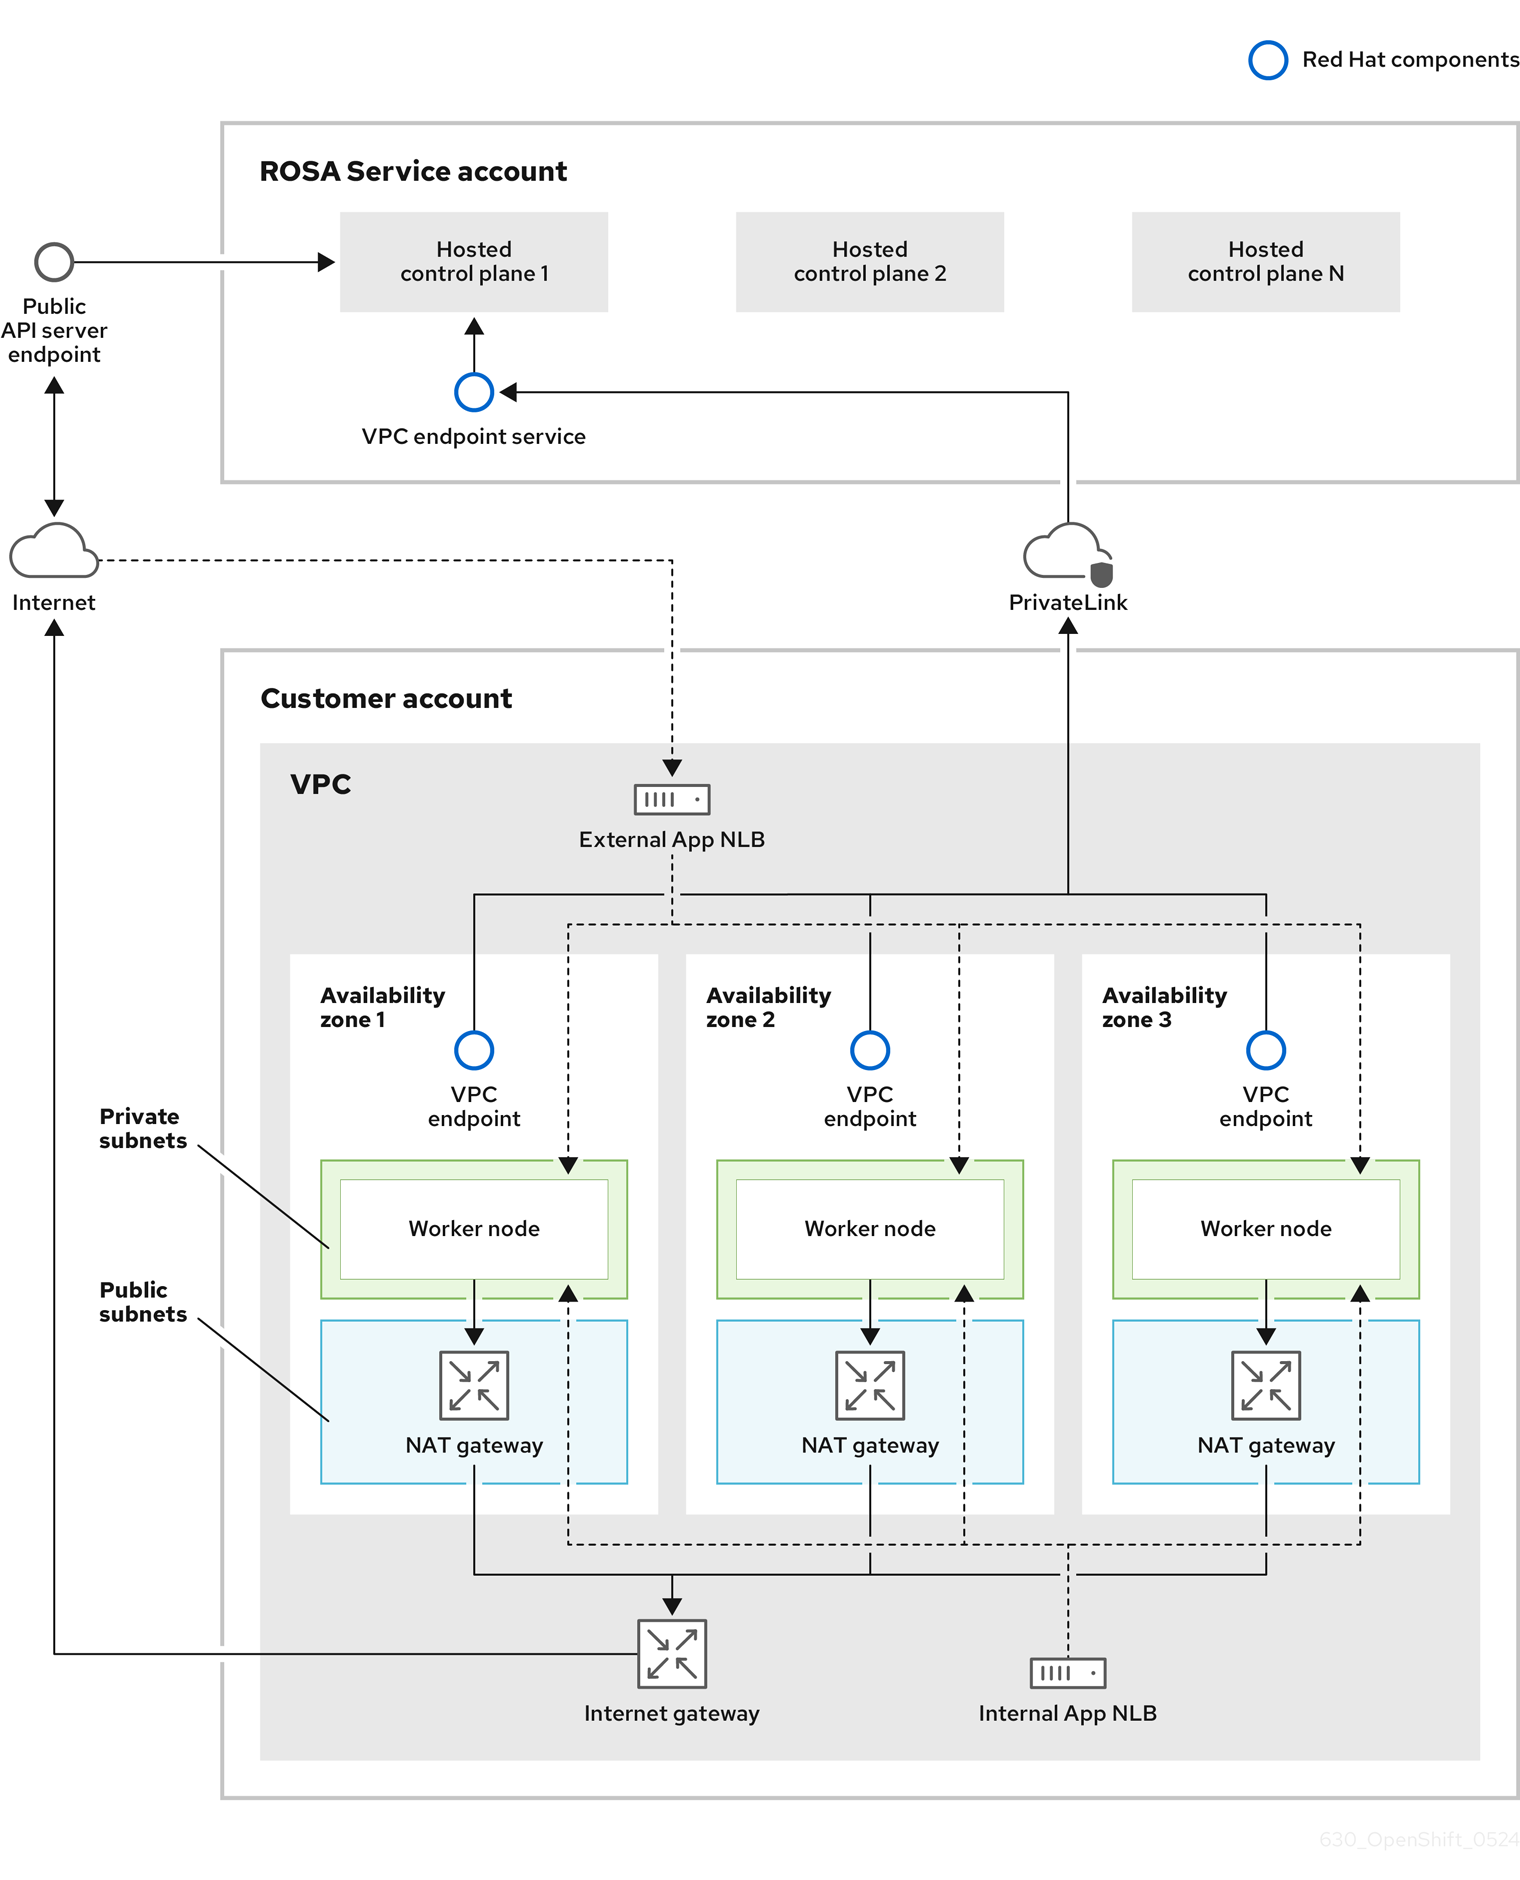 Red Hat components
ROSA Service account
Hosted
control plane 1
Hosted
control plane 2
Hosted
control plane N
Public
API server
endpoint
VPC endpoint service
Internet
PrivateLink
Customer account
VPC
External App NLB
Availability
zone 1
Availability
zone 2
Availability
zone 3
VPC
endpoint
VPC
endpoint
VPC
endpoint
Private
subnets
Worker node
Worker node
Worker node
Public
subnets
NAT gateway
NAT gateway
NAT gateway
Internet gateway
Internal App NLB
630_OpenShift_0524